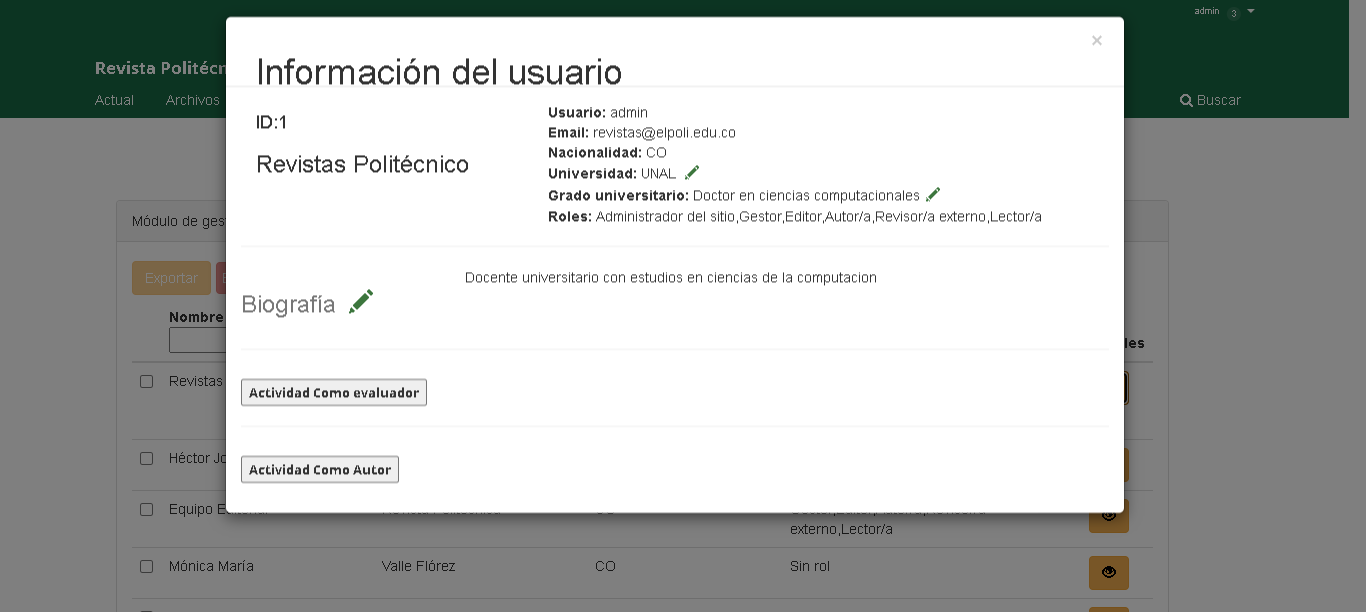 admin 3
Revista Politécn
Actual Archivos
Buscar
×
Información del usuario
ID:1
Revistas Politécnico
Usuario: admin
Email: revistas@elpoli.edu.co
Nacionalidad: CO
Universidad: UNAL
Grado universitario: Doctor en ciencias computacionales
Roles: Administrador del sitio,Gestor,Editor,Autor/a,Revisor/a externo,Lector/a
Docente universitario con estudios en ciencias de la computacion
Biografía
Actividad Como evaluador
Actividad Como Autor
Módulo de ges
Exportar
Nombre
les
Revistas
Héctor Jo
Equipo
externo,Lector/a
Mónica María Valle Flórez CO Sin rol